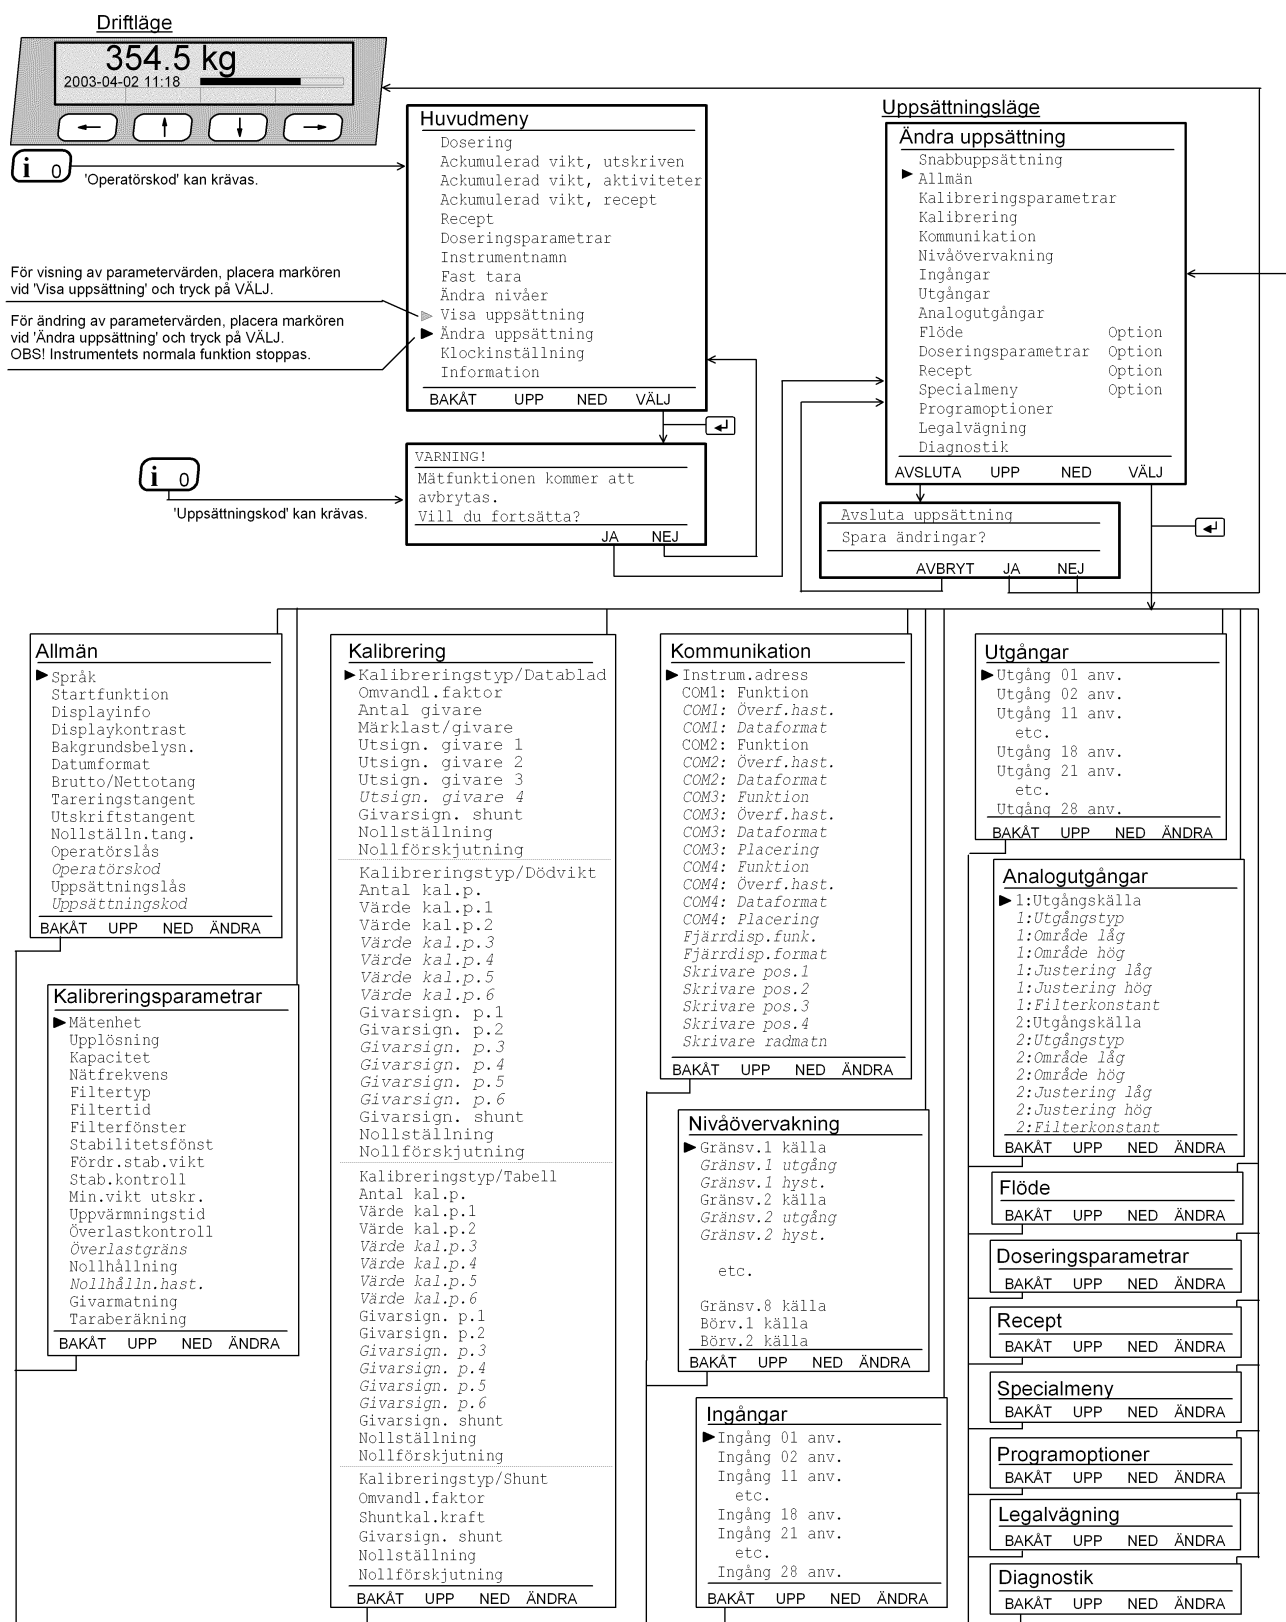 Driftläge
354.5 kg
2003-04-02 11:18
i 0
'Operatörskod' kan krävas.
För visning av parametervärden, placera markören
vid 'Visa uppsättning' och tryck på VÄLJ.
För ändring av parametervärden, placera markören
vid 'Ändra uppsättning' och tryck på VÄLJ.
OBS! Instrumentets normala funktion stoppas.
Huvudmeny
Dosering
Ackumulerad vikt, utskriven
Ackumulerad vikt, aktiviteter
Ackumulerad vikt, recept
Recept
Doseringsparametrar
Instrumentnamn
Fast tara
Ändra nivåer
Visa uppsättning
Ändra uppsättning
Klockinställning
Information
BAKÅT UPP NED VÄLJ
i 0
'Uppsättningskod' kan krävas.
VARNING!
Mätfunktionen kommer att
avbrytas.
Vill du fortsätta?
JA NEJ
Uppsättningsläge
Ändra uppsättning
Snabbuppsättning
Allmän
Kalibreringsparametrar
Kalibrering
Kommunikation
Nivåövervakning
Ingångar
Utgångar
Analogutgångar
Flöde Option
Doseringsparametrar Option
Recept Option
Specialmeny Option
Programoptioner
Legalvägning
Diagnostik
AVSLUTA UPP NED VÄLJ
Avsluta uppsättning
Spara ändringar?
AVBRYT JA NEJ
Allmän
Språk
Startfunktion
Displayinfo
Displaykontrast
Bakgrundsbelysn.
Datumformat
Brutto/Nettotang
Tareringstangent
Utskriftstangent
Nollställn.tang.
Operatörslås
Operatörskod
Uppsättningslås
Uppsättningskod
BAKÅT UPP NED ÄNDRA
Kalibreringsparametrar
Mätenhet
Upplösning
Kapacitet
Nätfrekvens
Filtertyp
Filtertid
Filterfönster
Stabilitetsfönst
Fördr.stab.vikt
Stab.kontroll
Min.vikt utskr.
Uppvärmningstid
Överlastkontroll
Överlastgräns
Nollhållning
Nollhålln.hast.
Givarmatning
Taraberäkning
BAKÅT UPP NED ÄNDRA
Kalibrering
Kalibreringstyp/Datablad
Omvandl.faktor
Antal givare
Märklast/givare
Utsign. givare 1
Utsign. givare 2
Utsign. givare 3
Utsign. givare 4
Givarsign. shunt
Nollställning
Nollförskjutning
Kalibreringstyp/Dödvikt
Antal kal.p.
Värde kal.p.1
Värde kal.p.2
Värde kal.p.3
Värde kal.p.4
Värde kal.p.5
Värde kal.p.6
Givarsign. p.1
Givarsign. p.2
Givarsign. p.3
Givarsign. p.4
Givarsign. p.5
Givarsign. p.6
Givarsign. shunt
Nollställning
Nollförskjutning
Kalibreringstyp/Tabell
Antal kal.p.
Värde kal.p.1
Värde kal.p.2
Värde kal.p.3
Värde kal.p.4
Värde kal.p.5
Värde kal.p.6
Givarsign. p.1
Givarsign. p.2
Givarsign. p.3
Givarsign. p.4
Givarsign. p.5
Givarsign. p.6
Givarsign. shunt
Nollställning
Nollförskjutning
Kalibreringstyp/Shunt
Omvandl.faktor
Shuntkal.kraft
Givarsign. shunt
Nollställning
Nollförskjutning
BAKÅT UPP NED ÄNDRA
Kommunikation
Instrum.adress
COM1: Funktion
COM1: Överf.hast.
COM1: Dataformat
COM2: Funktion
COM2: Överf.hast.
COM2: Dataformat
COM3: Funktion
COM3: Överf.hast.
COM3: Dataformat
COM3: Placering
COM4: Funktion
COM4: Överf.hast.
COM4: Dataformat
COM4: Placering
Fjärrdisp.funk.
Fjärrdisp.format
Skrivare pos.1
Skrivare pos.2
Skrivare pos.3
Skrivare pos.4
Skrivare radmatn
BAKÅT UPP NED ÄNDRA
Nivåövervakning
Gränsv.1 källa
Gränsv.1 utgång
Gränsv.1 hyst.
Gränsv.2 källa
Gränsv.2 utgång
Gränsv.2 hyst.
etc.
Gränsv.8 källa
Börv.1 källa
Börv.2 källa
BAKÅT UPP NED ÄNDRA
Ingångar
Ingång 01 anv.
Ingång 02 anv.
Ingång 11 anv.
etc.
Ingång 18 anv.
Ingång 21 anv.
etc.
Ingång 28 anv.
BAKÅT UPP NED ÄNDRA
Utgångar
Utgång 01 anv.
Utgång 02 anv.
Utgång 11 anv.
etc.
Utgång 18 anv.
Utgång 21 anv.
etc.
Utgång 28 anv.
BAKÅT UPP NED ÄNDRA
Analogutgångar
1:Utgångskälla
1:Utgångstyp
1:Område låg
1:Område hög
1:Justering låg
1:Justering hög
1:Filterkonstant
2:Utgångskälla
2:Utgångstyp
2:Område låg
2:Område hög
2:Justering låg
2:Justering hög
2:Filterkonstant
BAKÅT UPP NED ÄNDRA
Flöde
BAKÅT UPP NED ÄNDRA
Doseringsparametrar
BAKÅT UPP NED ÄNDRA
Recept
BAKÅT UPP NED ÄNDRA
Specialmeny
BAKÅT UPP NED ÄNDRA
Programoptioner
BAKÅT UPP NED ÄNDRA
Legalvägning
BAKÅT UPP NED ÄNDRA
Diagnostik
BAKÅT UPP NED ÄNDRA